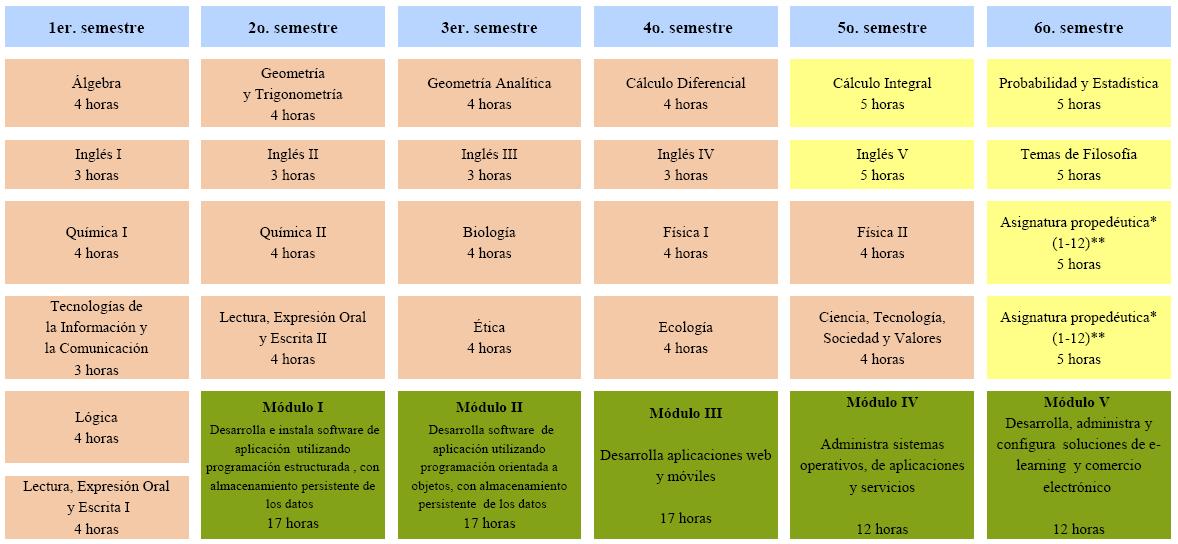 1er. semestre
2o. semestre
3er. semestre
4o. semestre
5o. semestre
6o. semestre
Álgebra
4 horas
Geometría
y Trigonometría
4 horas
Geometría Analítica
4 horas
Cálculo Diferencial
4 horas
Cálculo Integral
5 horas
Probabilidad y Estadística
5 horas
Inglés I
3 horas
Inglés II
3 horas
Inglés III
3 horas
Inglés IV
3 horas
Inglés V
5 horas
Temas de Filosofía
5 horas
Química I
4 horas
Química II
4 horas
Biología
4 horas
Física I
4 horas
Física II
4 horas
Asignatura propedéutica*
(1-12)**
5 horas
Tecnologías de
la Información y
la Comunicación
3 horas
Lectura, Expresión Oral
y Escrita II
4 horas
Ética
4 horas
Ecología
4 horas
Ciencia, Tecnología,
Sociedad y Valores
4 horas
Asignatura propedéutica*
(1-12)**
5 horas
Lógica
4 horas
Lectura, Expresión Oral
y Escrita I
4 horas
Módulo I
Desarrolla e instala software de
aplicación utilizando
programación estructurada , con
almacenamiento persistente de
los datos
17 horas
Módulo II
Desarrolla software de
aplicación utilizando
programación orientada a
objetos, con almacenamiento
persistente de los datos
17 horas
Módulo III
Desarrolla aplicaciones web
y móviles
17 horas
Módulo IV
Administra sistemas
operativos, de aplicaciones
y servicios
12 horas
Módulo V
Desarrolla, administra y
configura soluciones de e-
learning y comercio
electrónico
12 horas